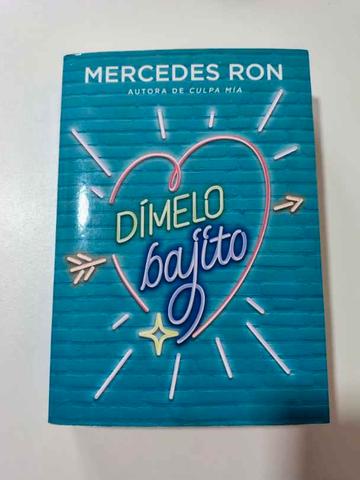 MERCEDES RON
AUTORA DE CULPA MÍA
DÍMELO
bajito